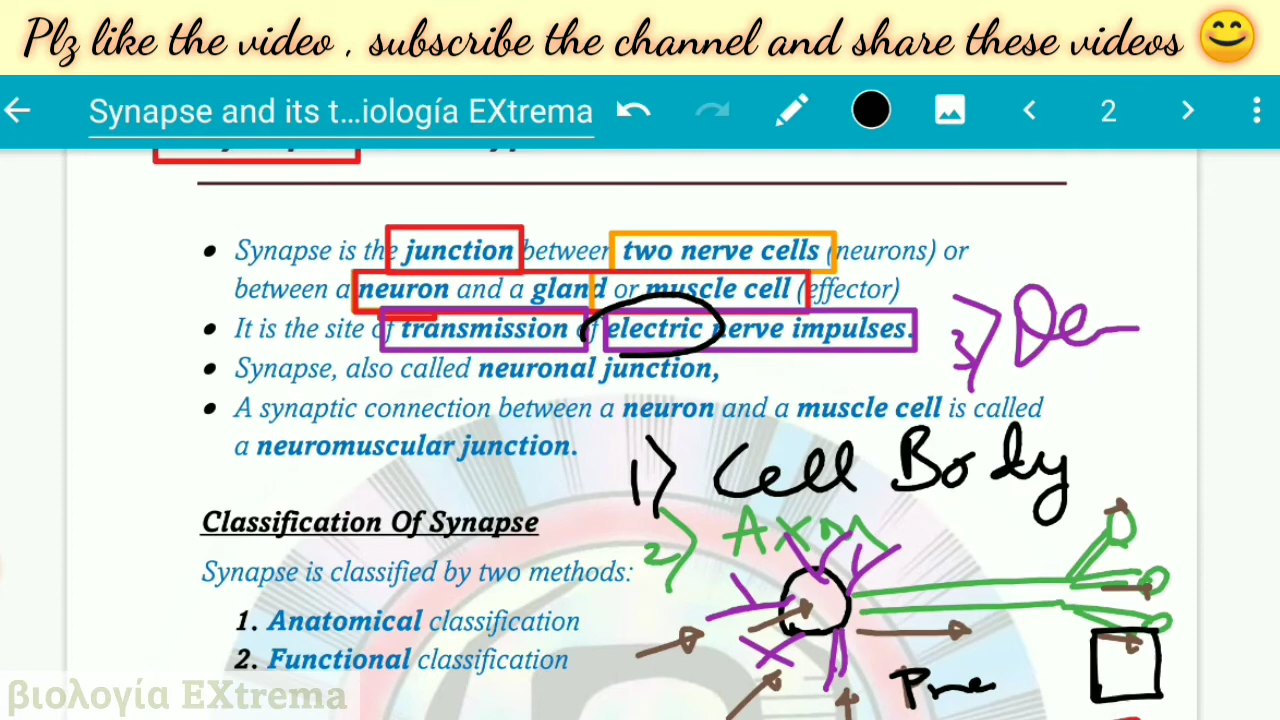 Plz like the video , subscribe the channel and share these videos 😊
Synapse and its t...iología EXtrema
2
Synapse is the junction between two nerve cells (neurons) or
between a neuron and a gland or muscle cell (effector)
It is the site of transmission of electric nerve impulses.
3) De
Synapse, also called neuronal junction,
A synaptic connection between a neuron and a muscle cell is called
a neuromuscular junction.
1) Cell Body
Classification Of Synapse
2) Axon
Synapse is classified by two methods:
1. Anatomical classification
2. Functional classification
Pre
βιολογία EXtrema